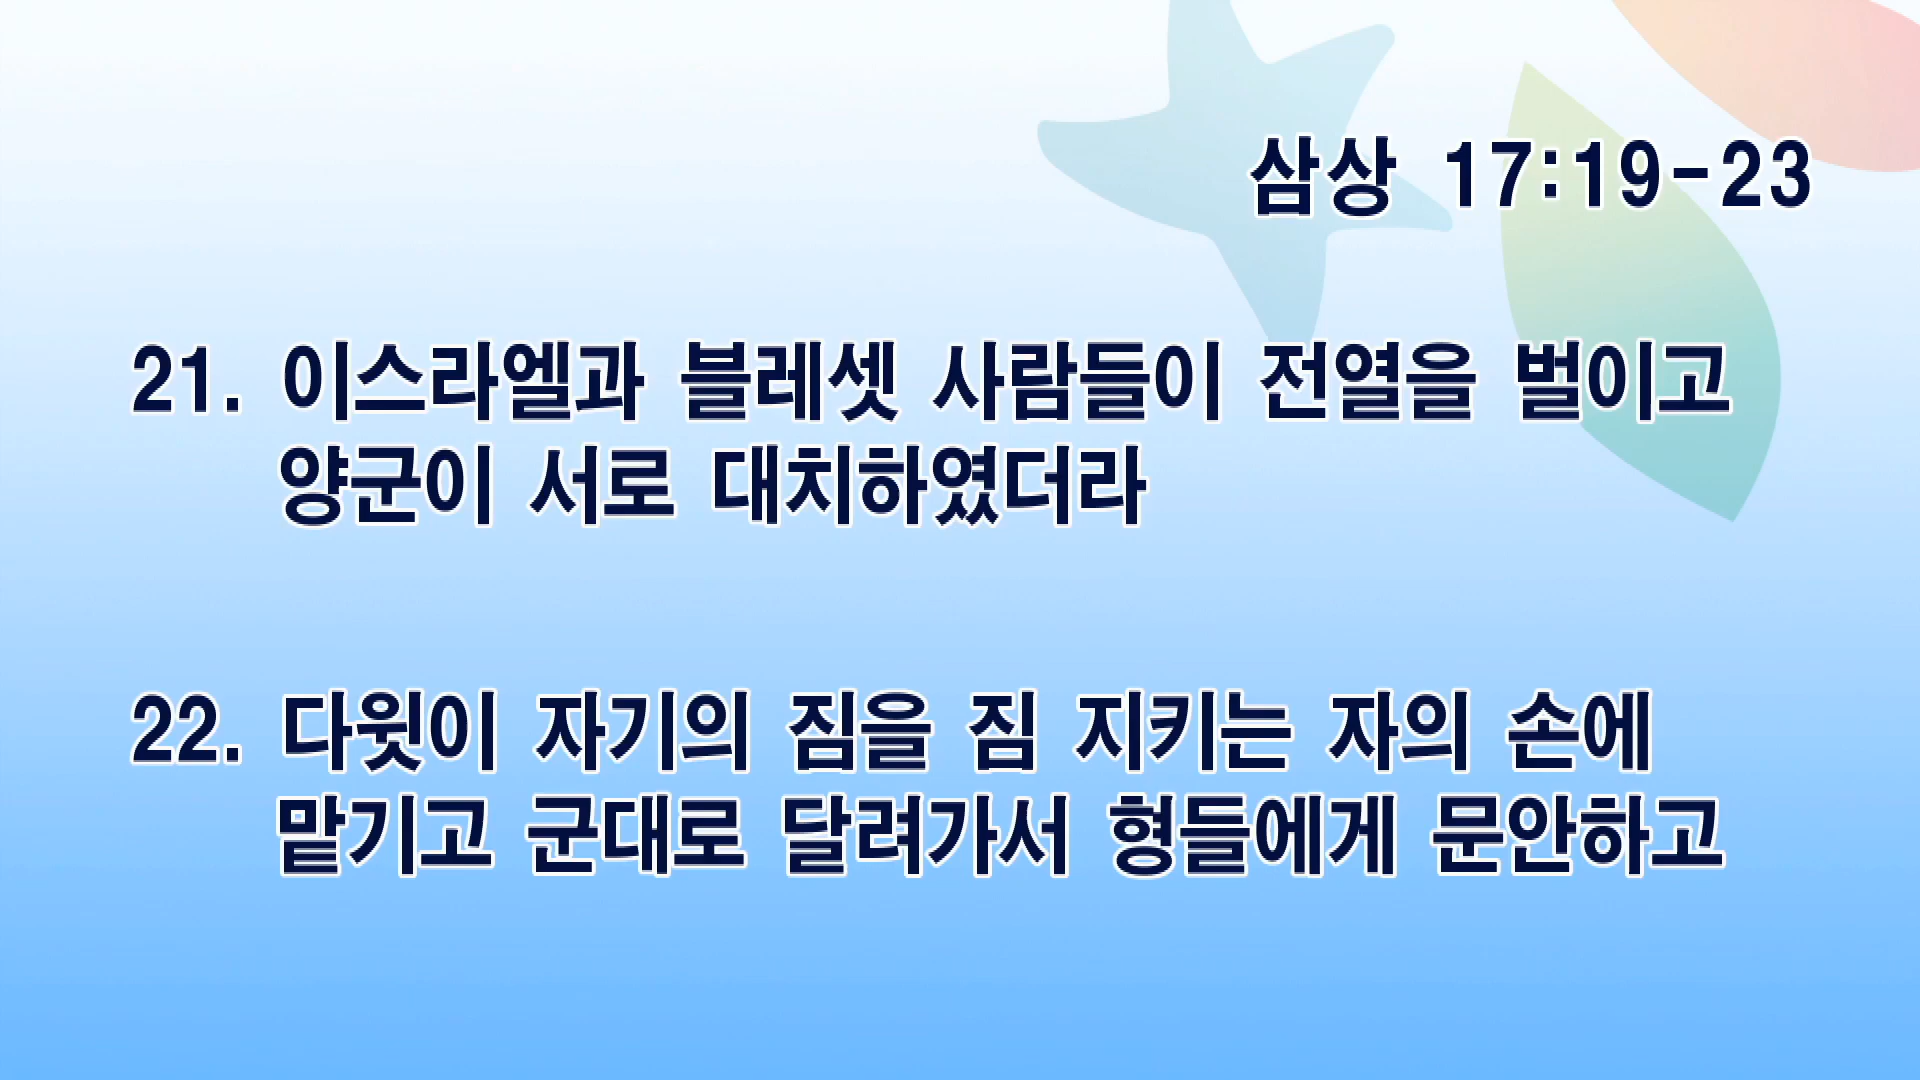 삼상 17:19-23
21. 이스라엘과 블레셋 사람들이 전열을 벌이고
양군이 서로 대치하였더라
22. 다윗이 자기의 짐을 짐 지키는 자의 손에
맡기고 군대로 달려가서 형들에게 문안하고